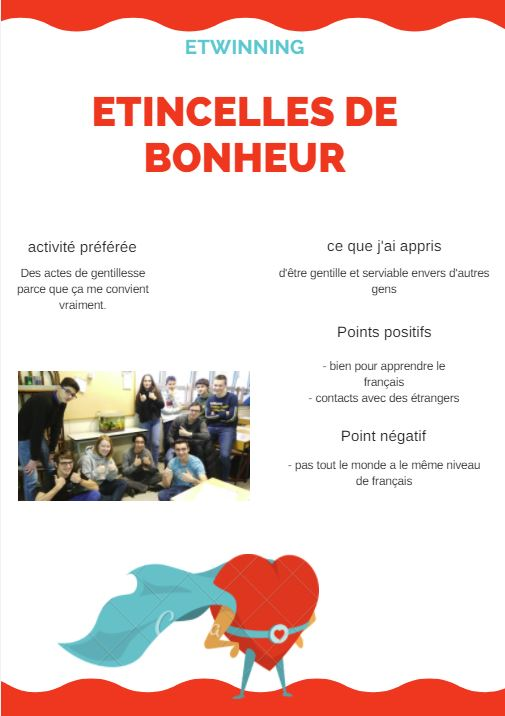 ETWINNING
ETINCELLES DE
BONHEUR
activité préférée
Des actes de gentillesse
parce que ça me convient
vraiment.
ce que j'ai appris
d'être gentille et serviable envers d'autres
gens
Points positifs
- bien pour apprendre le
français
- contacts avec des étrangers
Point négatif
- pas tout le monde a le même niveau
de français